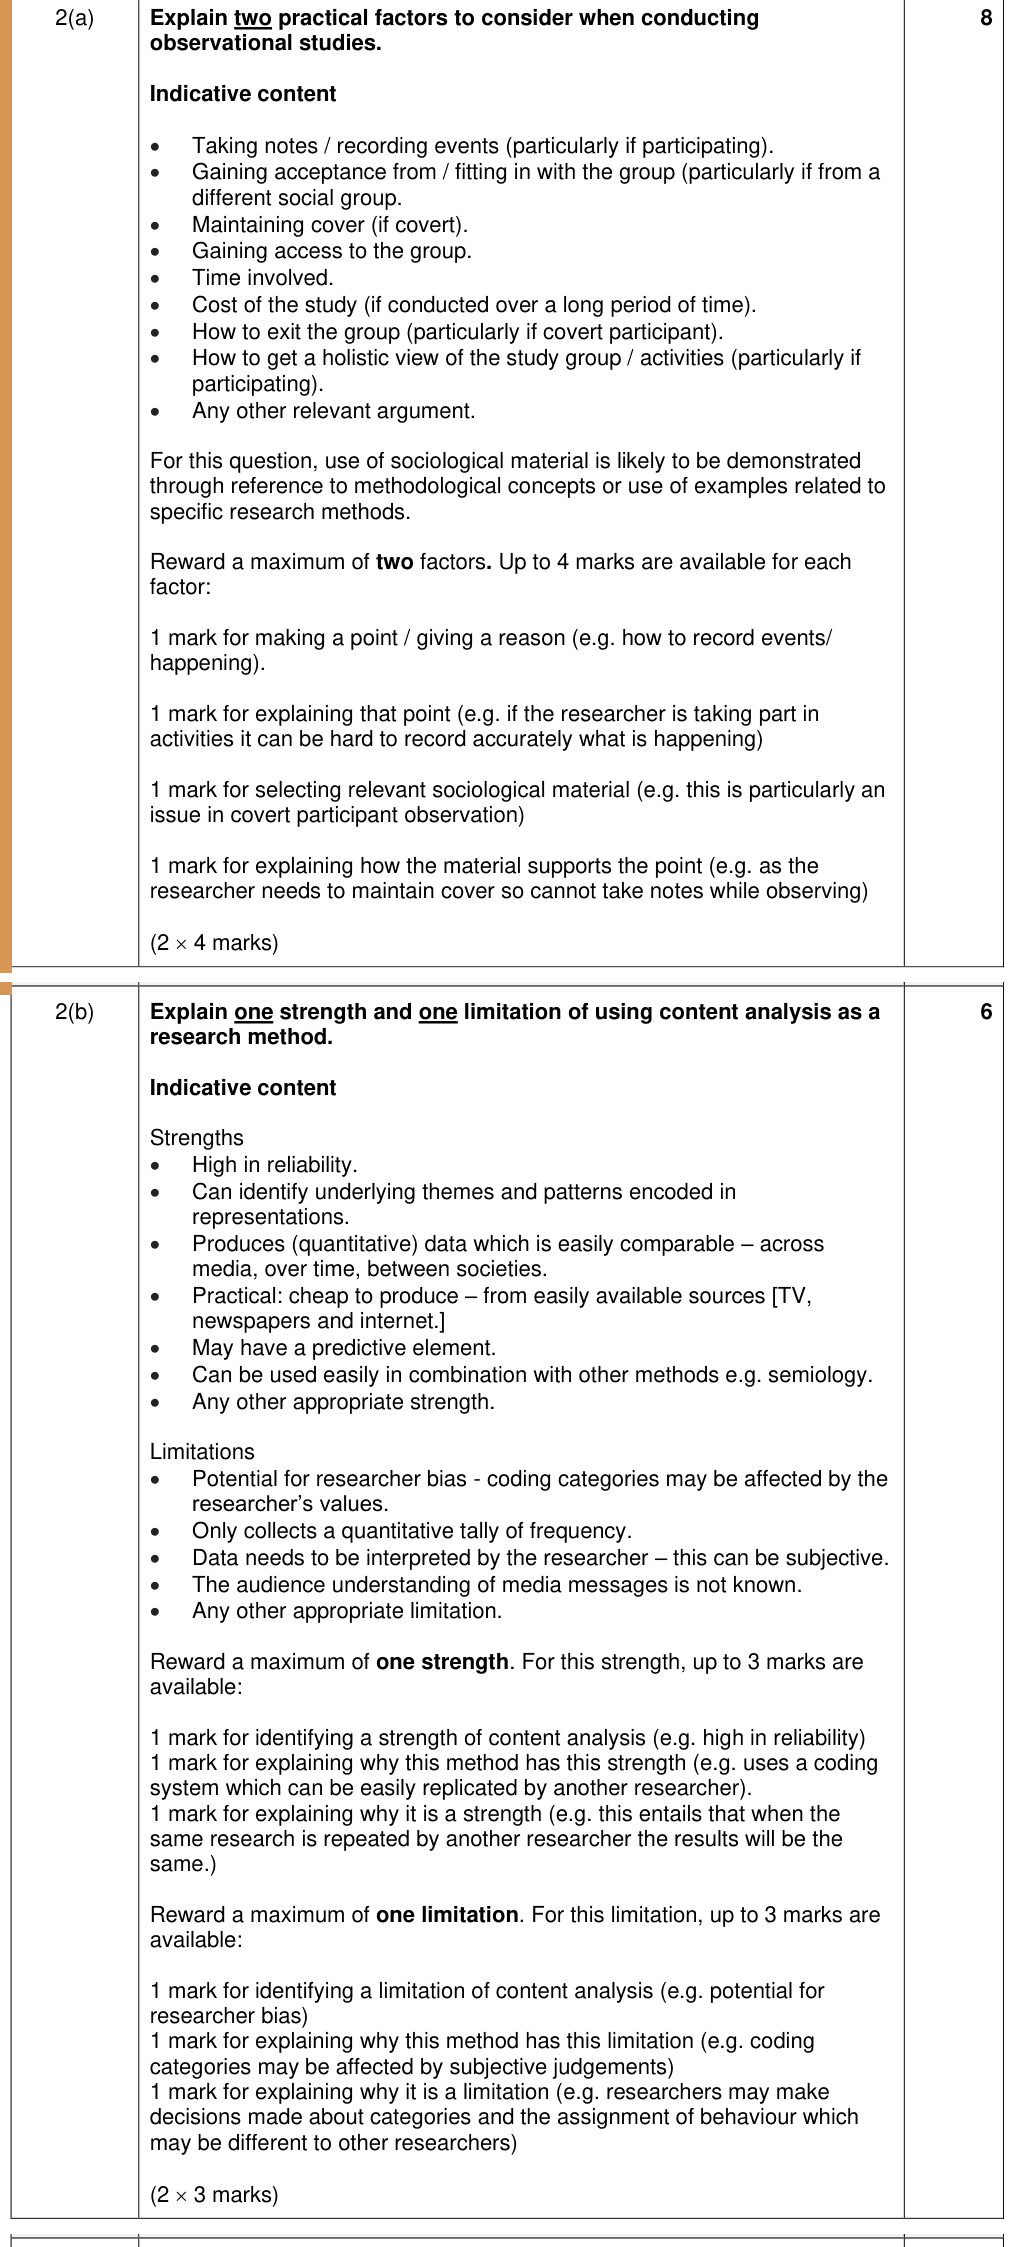 2(a)
Explain two practical factors to consider when conducting
observational studies.
8
Indicative content
• Taking notes / recording events (particularly if participating).
• Gaining acceptance from / fitting in with the group (particularly if from a
different social group.
• Maintaining cover (if covert).
• Gaining access to the group.
• Time involved.
• Cost of the study (if conducted over a long period of time).
• How to exit the group (particularly if covert participant).
• How to get a holistic view of the study group / activities (particularly if
participating).
• Any other relevant argument.
For this question, use of sociological material is likely to be demonstrated
through reference to methodological concepts or use of examples related to
specific research methods.
Reward a maximum of two factors. Up to 4 marks are available for each
factor:
1 mark for making a point / giving a reason (e.g. how to record events/
happening).
1 mark for explaining that point (e.g. if the researcher is taking part in
activities it can be hard to record accurately what is happening)
1 mark for selecting relevant sociological material (e.g. this is particularly an
issue in covert participant observation)
1 mark for explaining how the material supports the point (e.g. as the
researcher needs to maintain cover so cannot take notes while observing)
(2 × 4 marks)
2(b)
Explain one strength and one limitation of using content analysis as a
research method.
6
Indicative content
Strengths
• High in reliability.
• Can identify underlying themes and patterns encoded in
representations.
• Produces (quantitative) data which is easily comparable – across
media, over time, between societies.
• Practical: cheap to produce – from easily available sources [TV,
newspapers and internet.]
• May have a predictive element.
• Can be used easily in combination with other methods e.g. semiology.
• Any other appropriate strength.
Limitations
• Potential for researcher bias - coding categories may be affected by the
researcher’s values.
• Only collects a quantitative tally of frequency.
• Data needs to be interpreted by the researcher – this can be subjective.
• The audience understanding of media messages is not known.
• Any other appropriate limitation.
Reward a maximum of one strength. For this strength, up to 3 marks are
available:
1 mark for identifying a strength of content analysis (e.g. high in reliability)
1 mark for explaining why this method has this strength (e.g. uses a coding
system which can be easily replicated by another researcher).
1 mark for explaining why it is a strength (e.g. this entails that when the
same research is repeated by another researcher the results will be the
same.)
Reward a maximum of one limitation. For this limitation, up to 3 marks are
available:
1 mark for identifying a limitation of content analysis (e.g. potential for
researcher bias)
1 mark for explaining why this method has this limitation (e.g. coding
categories may be affected by subjective judgements)
1 mark for explaining why it is a limitation (e.g. researchers may make
decisions made about categories and the assignment of behaviour which
may be different to other researchers)
(2 × 3 marks)